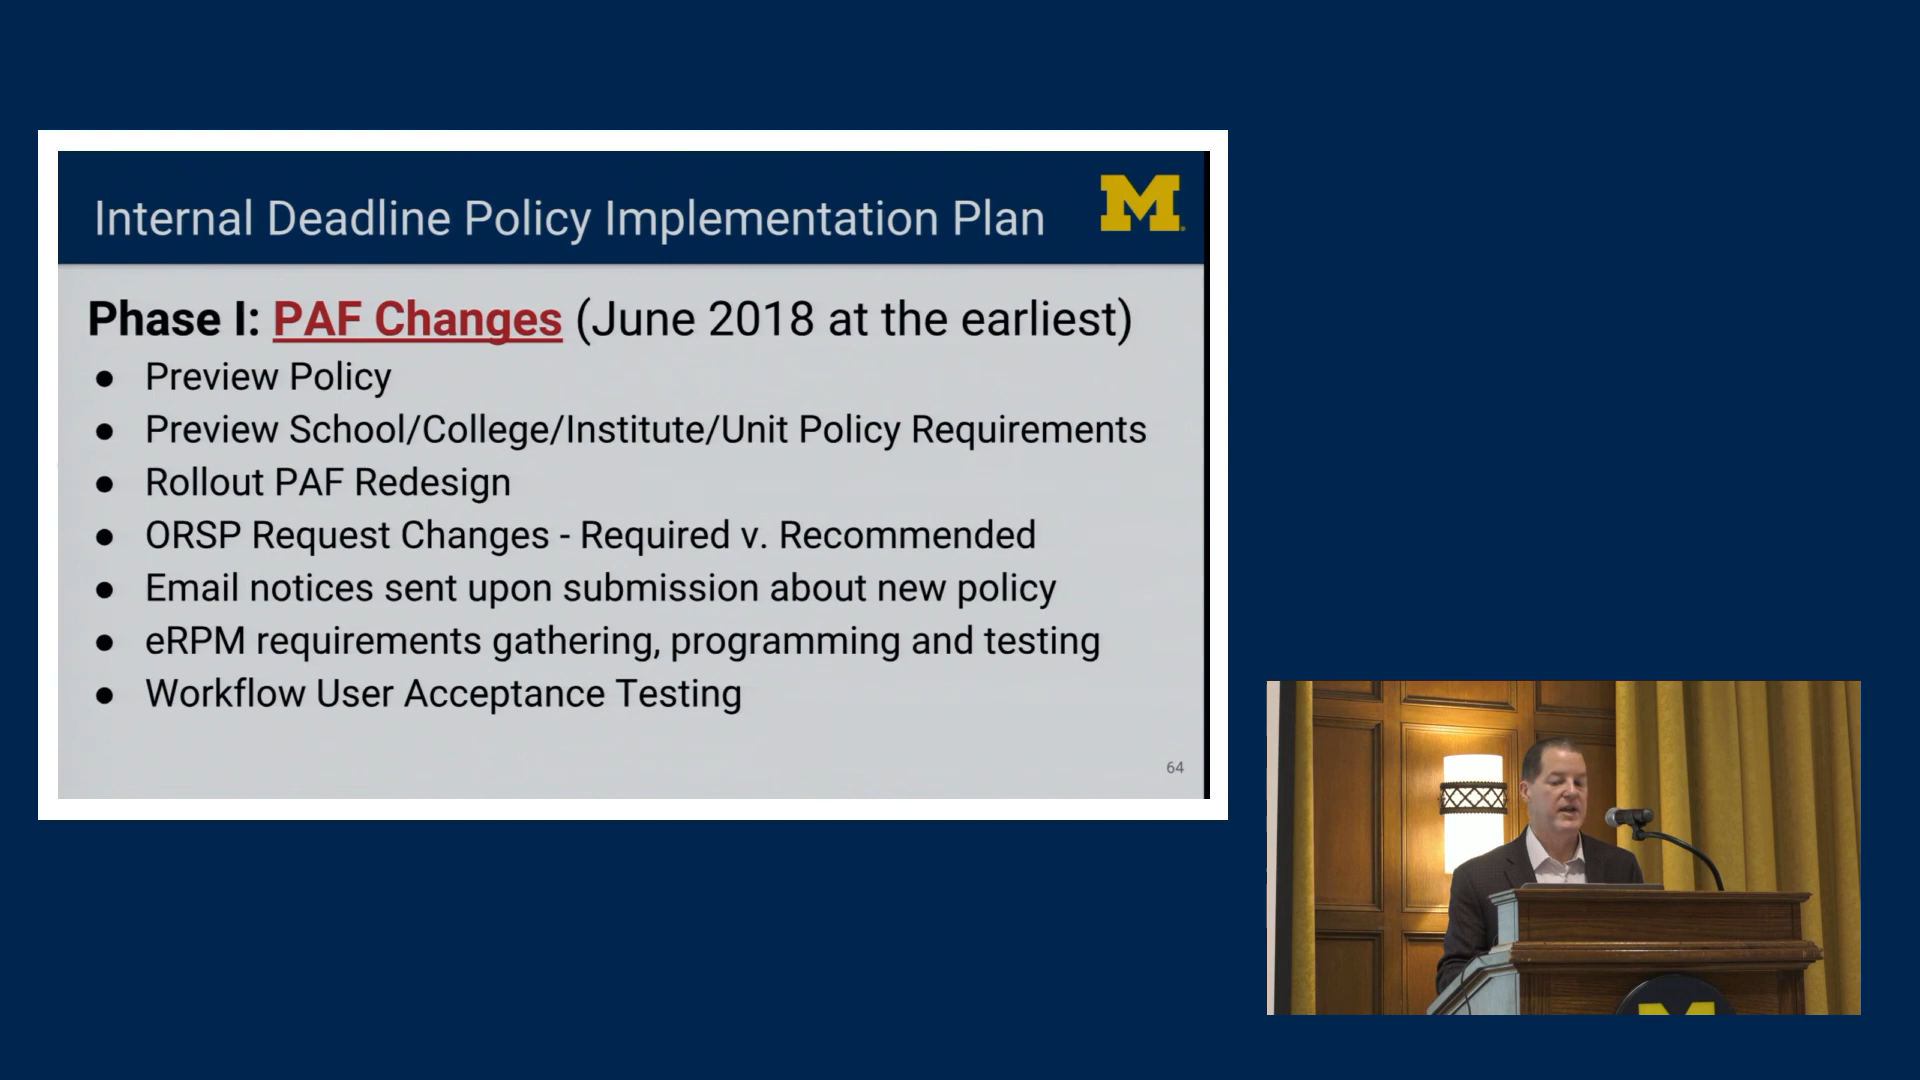 Internal Deadline Policy Implementation Plan
M
Phase I: PAF Changes (June 2018 at the earliest)
● Preview Policy
● Preview School/College/Institute/Unit Policy Requirements
● Rollout PAF Redesign
● ORSP Request Changes - Required v. Recommended
● Email notices sent upon submission about new policy
● eRPM requirements gathering, programming and testing
● Workflow User Acceptance Testing
64
M